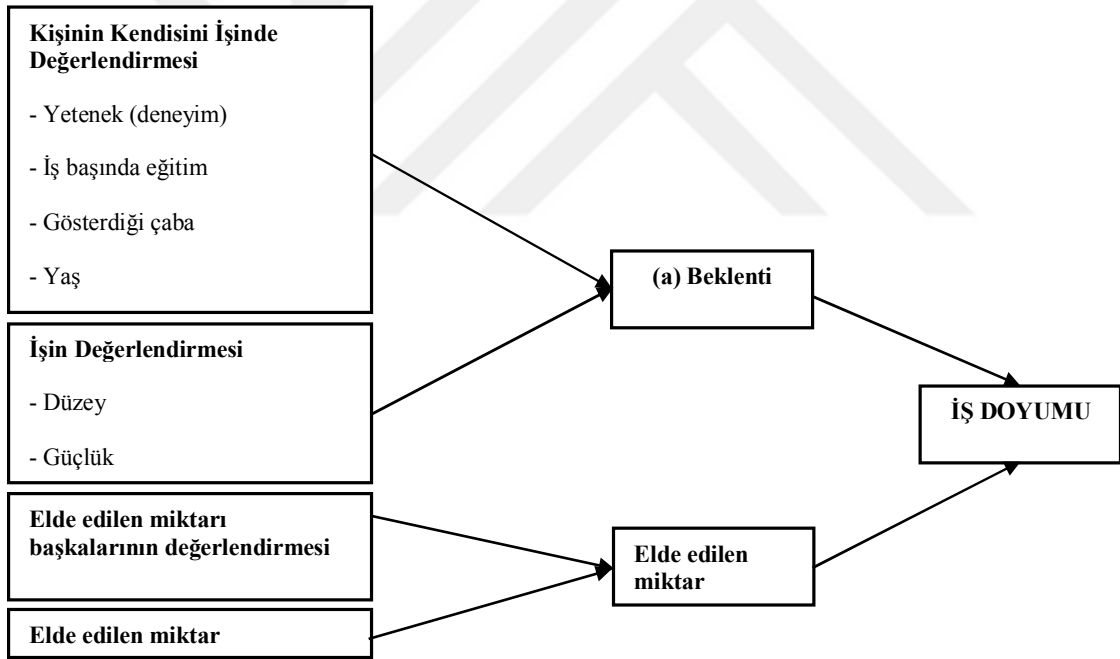 Kişinin Kendisini İşinde
Değerlendirmesi
- Yetenek (deneyim)
- İş başında eğitim
- Gösterdiği çaba
- Yaş
İşin Değerlendirmesi
- Düzey
- Güçlük
Elde edilen miktarı
başkalarının değerlendirmesi
Elde edilen miktar
(a) Beklenti
Elde edilen
miktar
İŞ DOYUMU